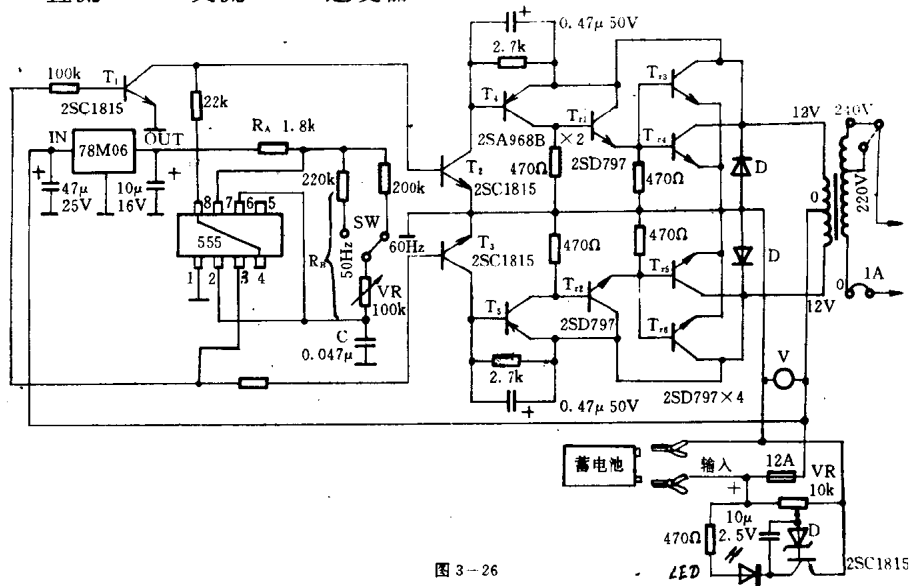 0.47μ 50V
2.7k
100k
T₁
2SC1815
22k
T₄
2SA968B
×2
Tr₁
2SD797
Tr₃
Tr₄
12V
240V
220V
IN
78M06
OUT
R_A 1.8k
47μ
25V
10μ
16V
220k
200k
T₂
2SC1815
470Ω
470Ω
D
0
8 7 6 5
555
1 2 3 4
R_B
50Hz
SW
60Hz
VR
100k
C
0.047μ
T₃
2SC1815
470Ω
470Ω
D
T₅
Tr₂
2SD797
Tr₅
Tr₆
12V
0
1A
2.7k
0.47μ 50V
2SD797×4
V
蓄电池
输入
12A
VR
10k
470Ω
10μ
2.5V
D
LED
2SC1815
图 3-26